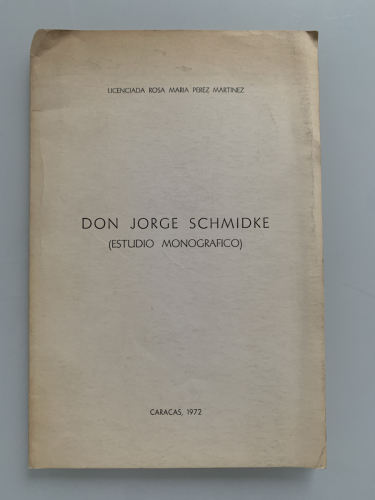 LICENCIADA ROSA MARIA PEREZ MARTINEZ
DON JORGE SCHMIDKE
(ESTUDIO MONOGRAFICO)
CARACAS, 1972